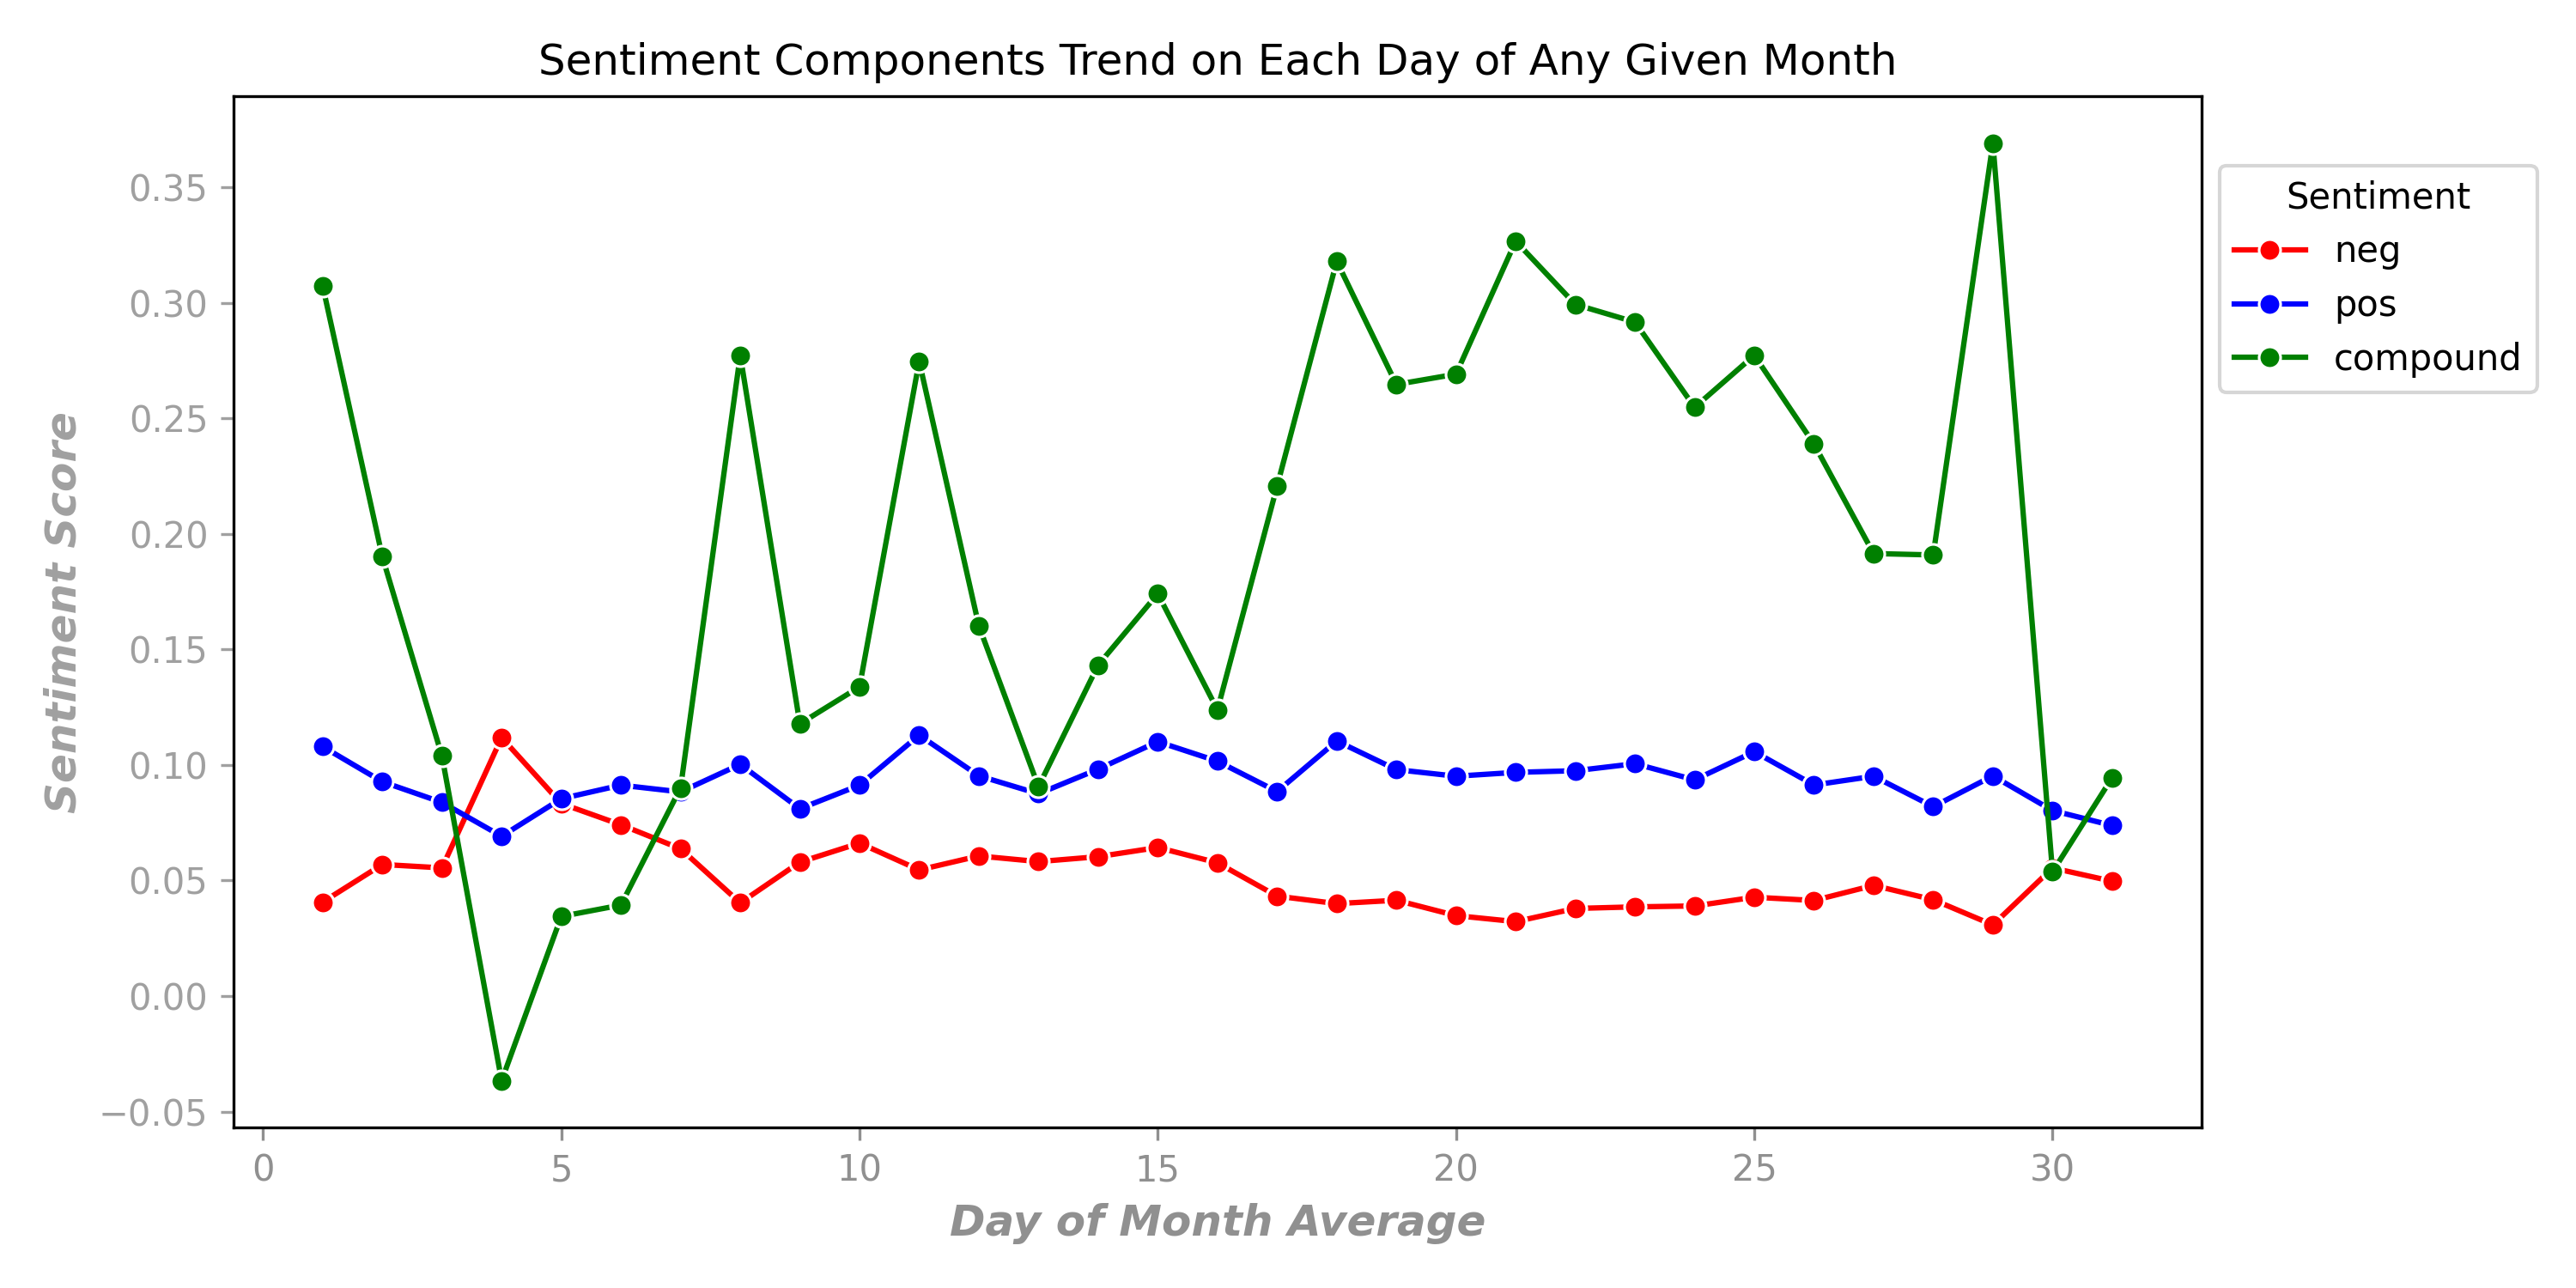 Sentiment Components Trend on Each Day of Any Given Month
Sentiment Score
0.35
0.30
0.25
0.20
0.15
0.10
0.05
0.00
−0.05
0 5 10 15 20 25 30
Day of Month Average
Sentiment
neg
pos
compound